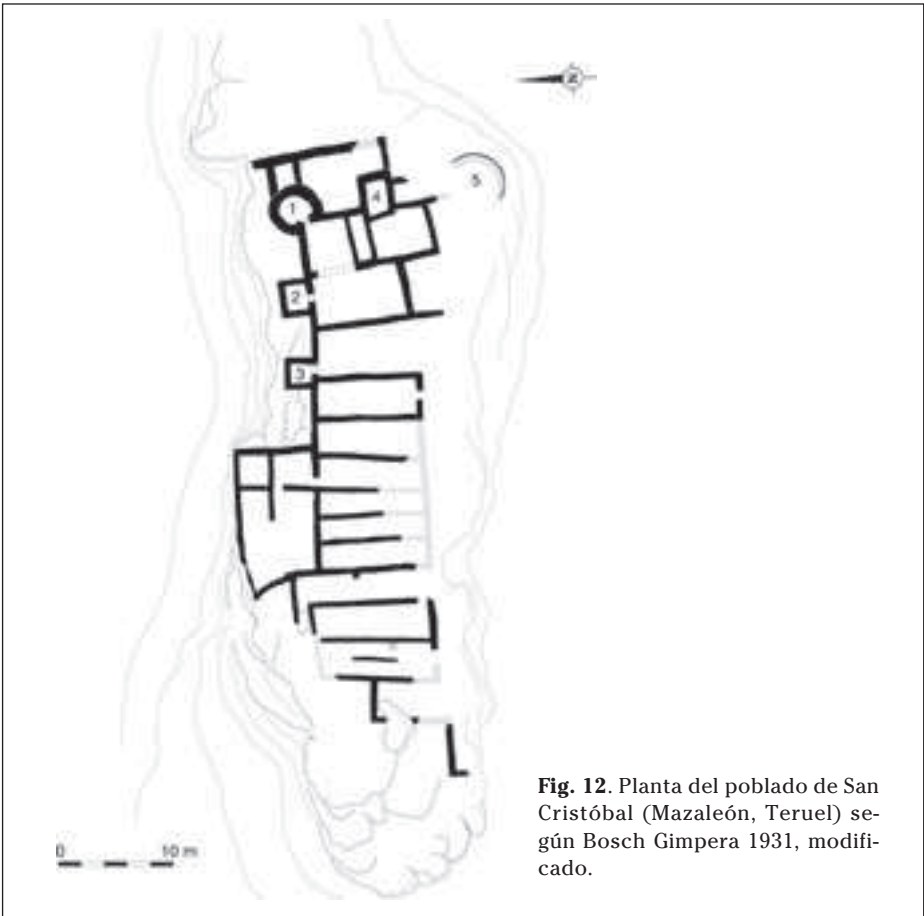 N
1
4
5
2
3
0 10 m
Fig. 12. Planta del poblado de San
Cristóbal (Mazaleón, Teruel) se-
gún Bosch Gimpera 1931, modifi-
cado.